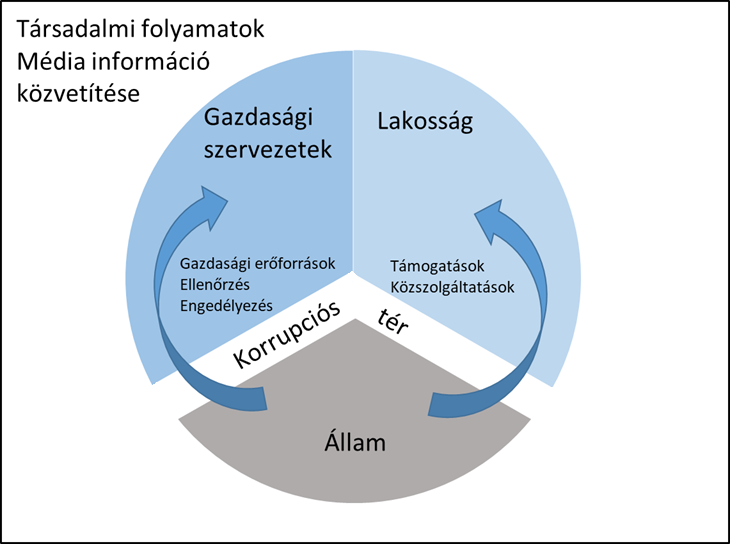 Társadalmi folyamatok
Média információ
közvetítése
Gazdasági
szervezetek
Lakosság
Gazdasági erőforrások
Ellenőrzés
Engedélyezés
Támogatások
Közszolgáltatások
Korrupciós tér
Állam